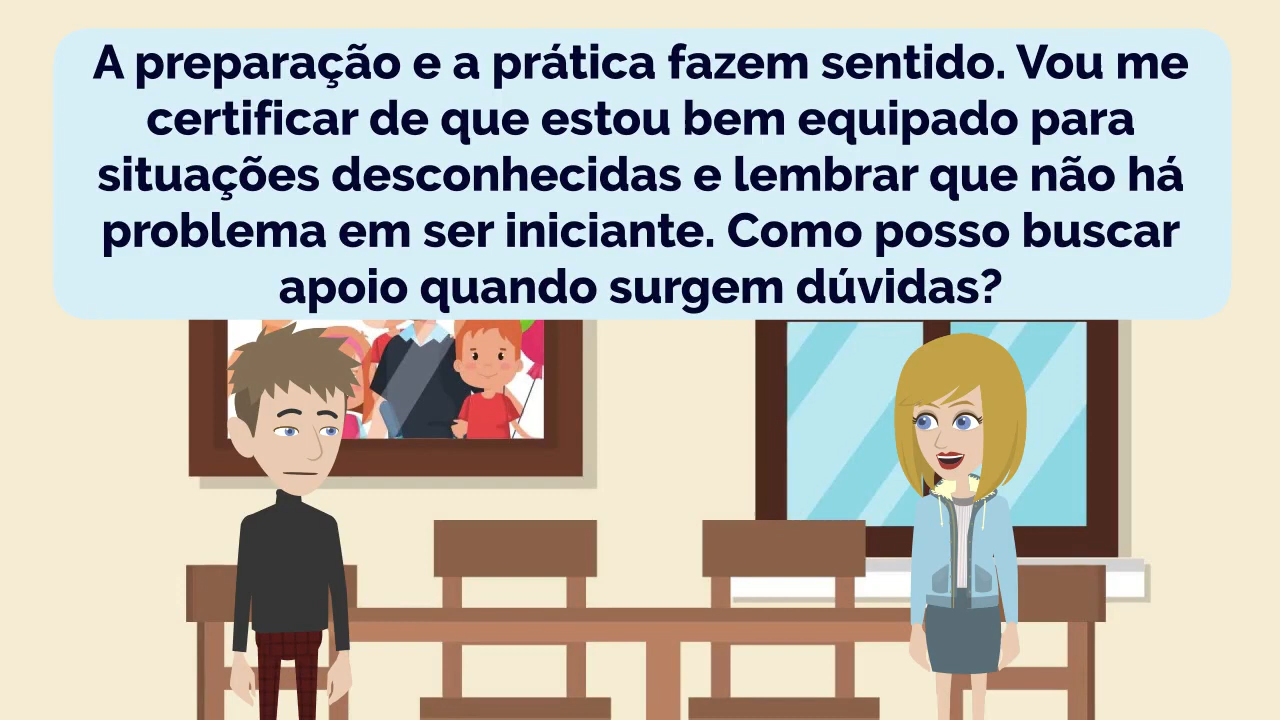 A preparação e a prática fazem sentido. Vou me
certificar de que estou bem equipado para
situações desconhecidas e lembrar que não há
problema em ser iniciante. Como posso buscar
apoio quando surgem dúvidas?